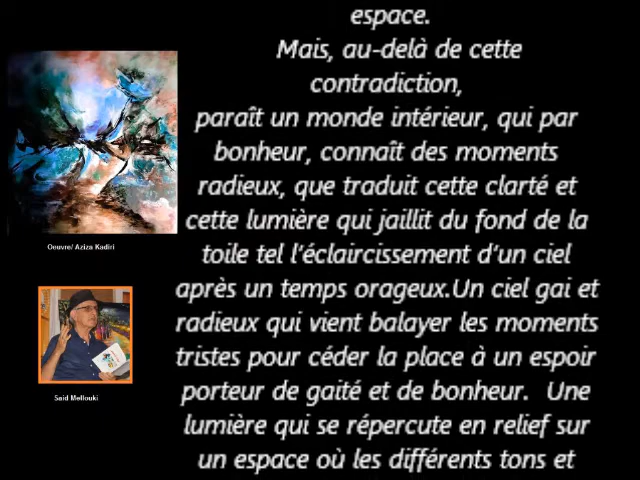 espace.
Mais, au-delà de cette
contradiction,
paraît un monde intérieur, qui par
bonheur, connaît des moments
radieux, que traduit cette clarté et
cette lumière qui jaillit du fond de la
toile tel l'éclaircissement d'un ciel
après un temps orageux.Un ciel gai et
radieux qui vient balayer les moments
tristes pour céder la place à un espoir
porteur de gaité et de bonheur. Une
lumière qui se répercute en relief sur
un espace où les différents tons et
Oeuvre/ Aziza Kadiri
Said Mellouki